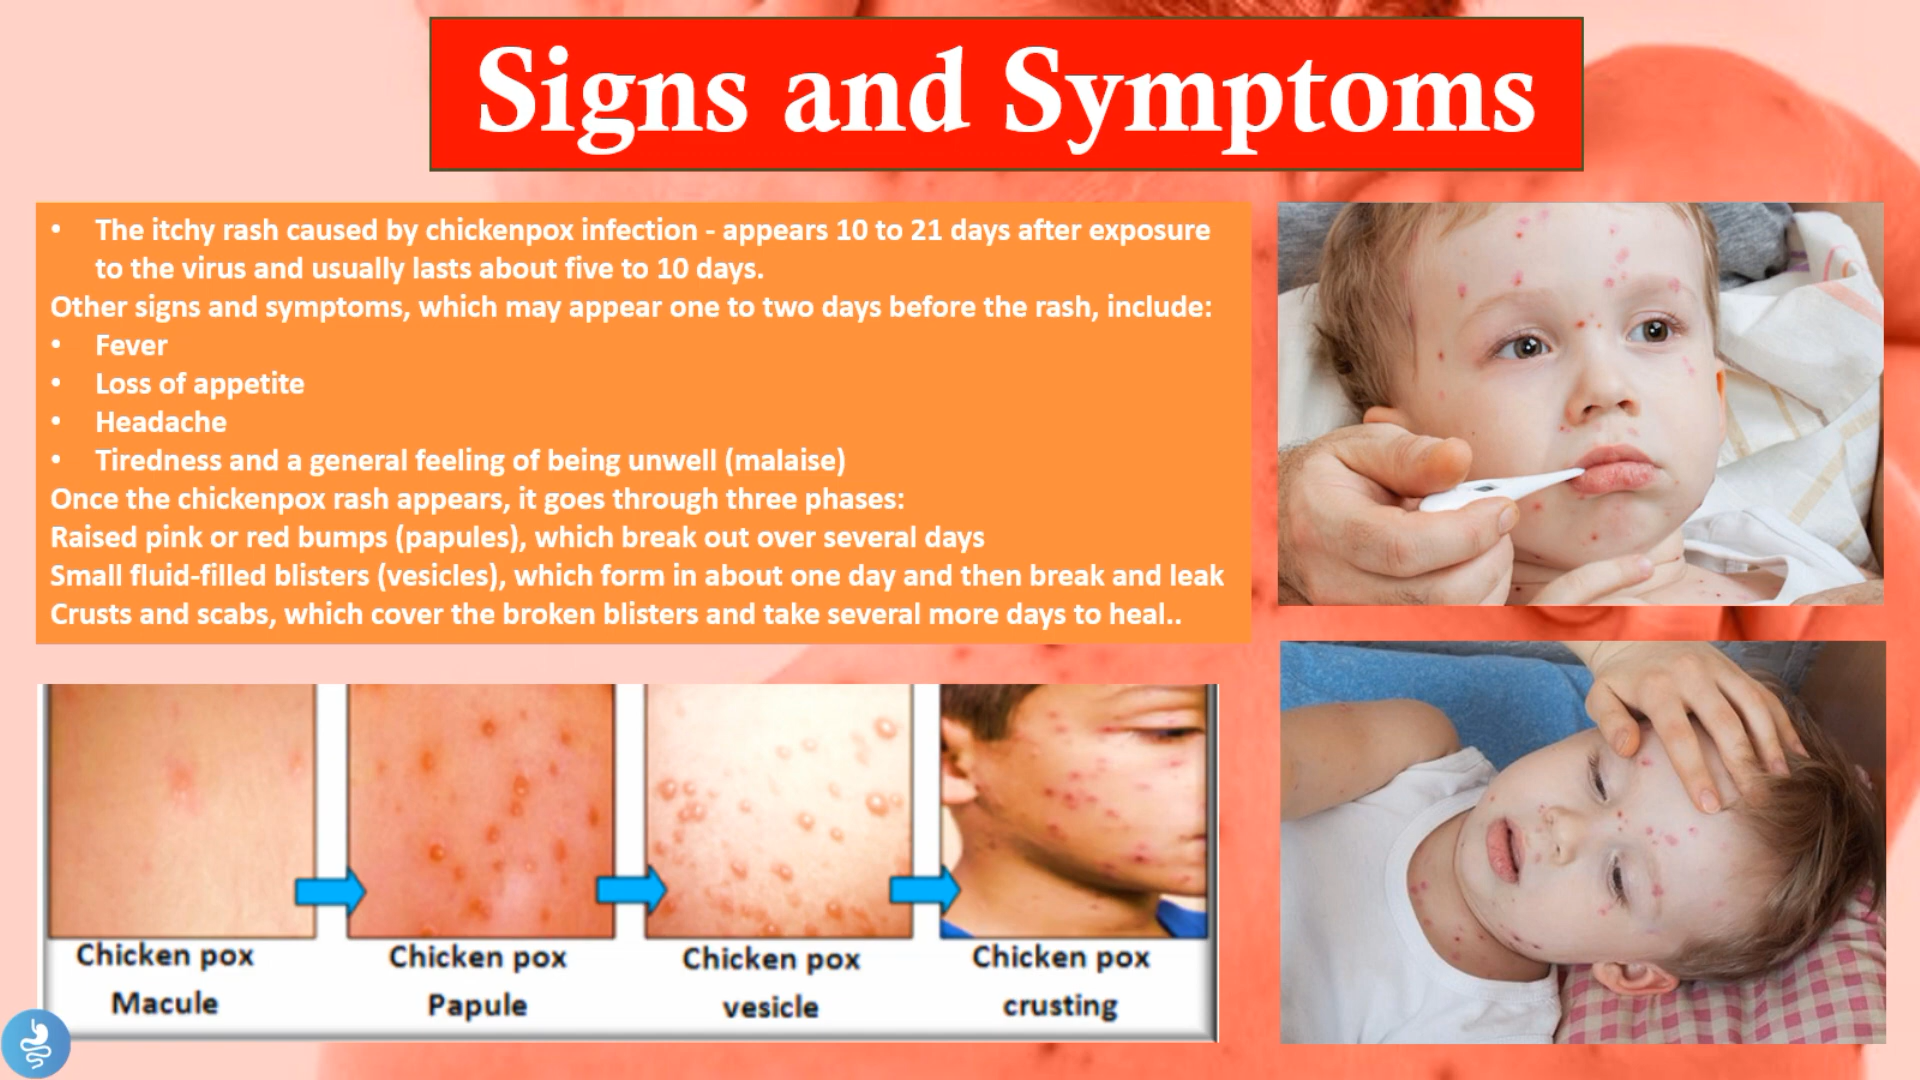 Signs and Symptoms
• The itchy rash caused by chickenpox infection - appears 10 to 21 days after exposure
to the virus and usually lasts about five to 10 days.
Other signs and symptoms, which may appear one to two days before the rash, include:
• Fever
• Loss of appetite
• Headache
• Tiredness and a general feeling of being unwell (malaise)
Once the chickenpox rash appears, it goes through three phases:
Raised pink or red bumps (papules), which break out over several days
Small fluid-filled blisters (vesicles), which form in about one day and then break and leak
Crusts and scabs, which cover the broken blisters and take several more days to heal..
Chicken pox
Macule
Chicken pox
Papule
Chicken pox
vesicle
Chicken pox
crusting